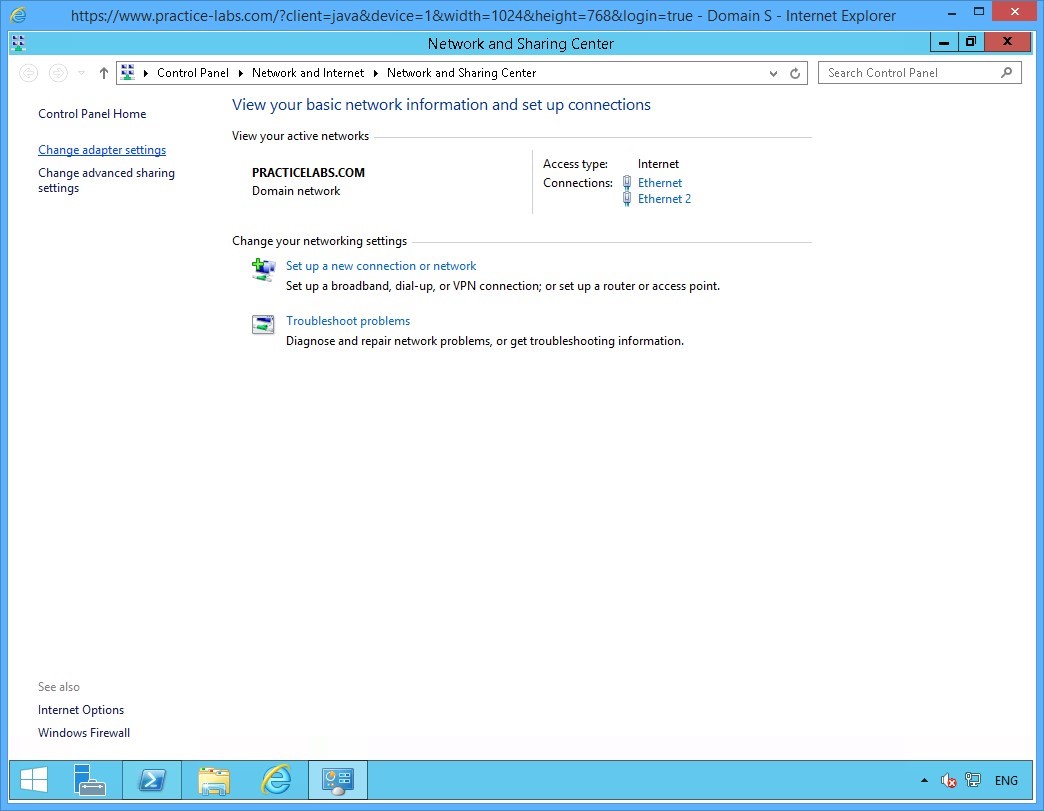 https://www.practice-labs.com/?client=java&device=1&width=1024&height=768&login=true - Domain S - Internet Explorer
Network and Sharing Center
Control Panel
Network and Internet
Network and Sharing Center
Search Control Panel
Control Panel Home
Change adapter settings
Change advanced sharing
settings
View your basic network information and set up connections
View your active networks
PRACTICELABS.COM
Domain network
Access type: Internet
Connections: Ethernet
Ethernet 2
Change your networking settings
Set up a new connection or network
Set up a broadband, dial-up, or VPN connection; or set up a router or access point.
Troubleshoot problems
Diagnose and repair network problems, or get troubleshooting information.
See also
Internet Options
Windows Firewall
ENG